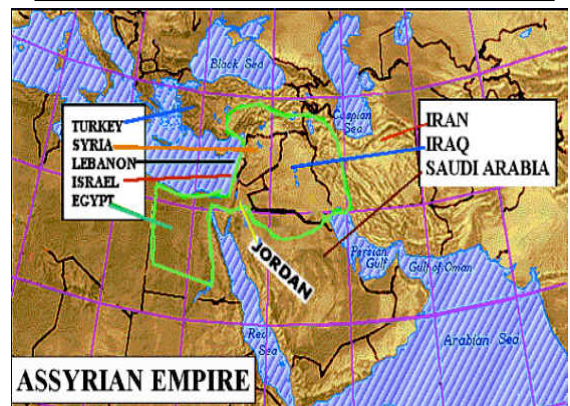 Black Sea
Caspian
Sea
TURKEY
SYRIA
LEBANON
ISRAEL
EGYPT
IRAN
IRAQ
SAUDI ARABIA
JORDAN
Persian
Gulf
Gulf of Oman
Red
Sea
Arabian Sea
ASSYRIAN EMPIRE